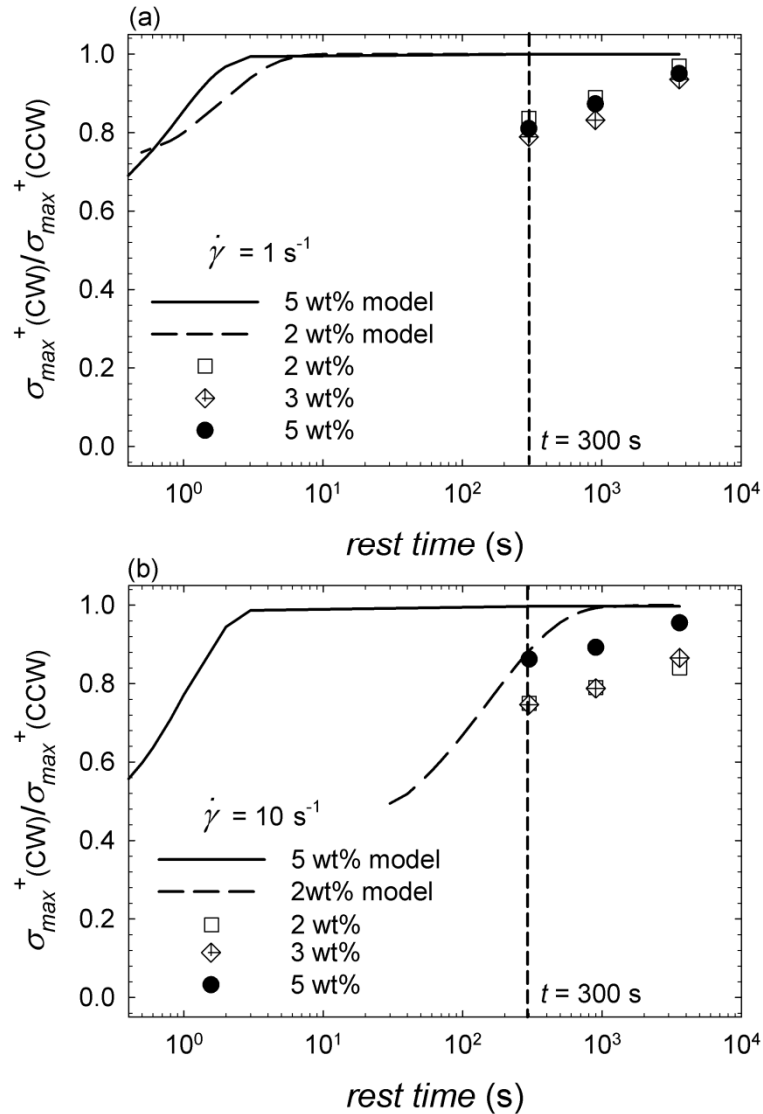 (a)
1.0
0.8
0.6
0.4
0.2
0.0
σmax+(CW)/σmax+(CCW)
γ̇ = 1 s-1
5 wt% model
2 wt% model
2 wt%
3 wt%
5 wt%
t = 300 s
10⁰ 10¹ 10² 10³ 10⁴
rest time (s)
(b)
1.0
0.8
0.6
0.4
0.2
0.0
σmax+(CW)/σmax+(CCW)
γ̇ = 10 s-1
5 wt% model
2wt% model
2 wt%
3 wt%
5 wt%
t = 300 s
10⁰ 10¹ 10² 10³ 10⁴
rest time (s)